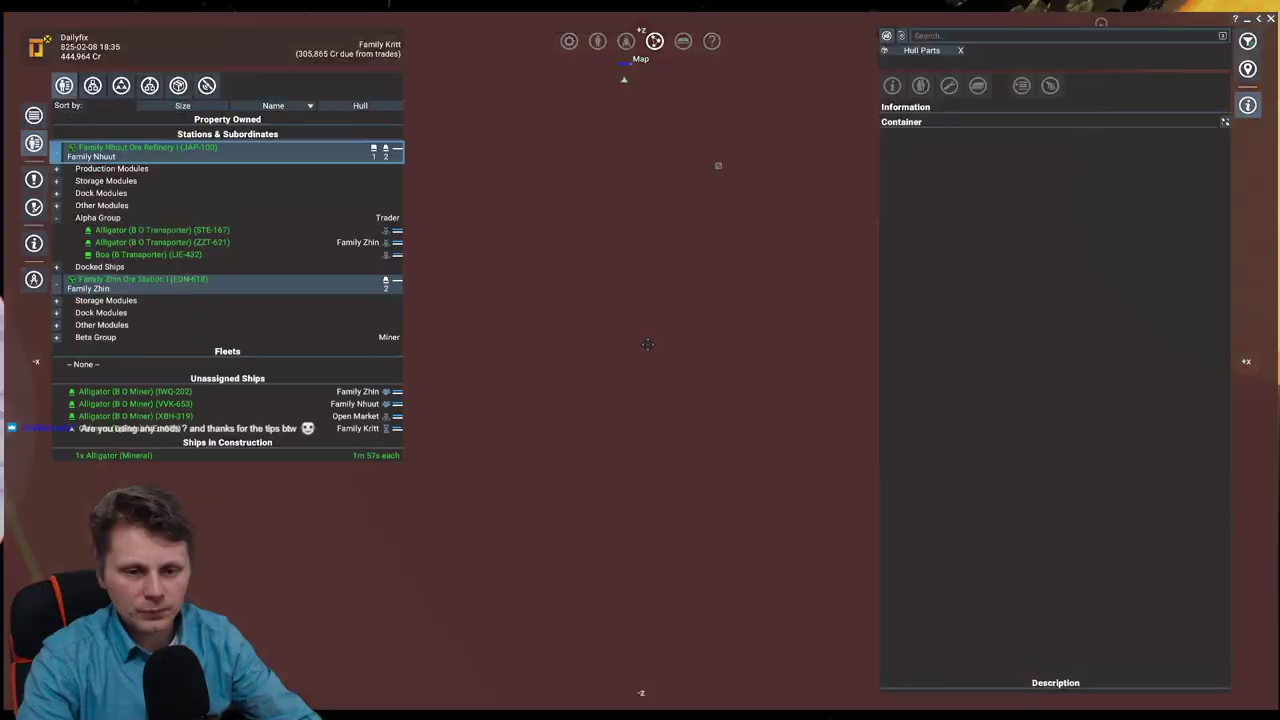 Dailyfix
825-02-08 18:35
444,964 Cr
Family Kritt
(305,865 Cr due from trades)
+z
Map
? _ < X
Search...
Hull Parts X
Sort by: Size Name Hull
Property Owned
Stations & Subordinates
Family Nhuut Ore Refinery I (JAP-100)
Family Nhuut 1 2
+ Production Modules
+ Storage Modules
+ Dock Modules
+ Other Modules
- Alpha Group Trader
Alligator (B O Transporter) (STE-167)
Alligator (B O Transporter) (ZZT-621) Family Zhin
Boa (B Transporter) (LIE-432)
+ Docked Ships
- Family Zhin Ore Station I (EDN-618)
Family Zhin 2
+ Storage Modules
+ Dock Modules
+ Other Modules
+ Beta Group Miner
Fleets
-- None --
Unassigned Ships
Alligator (B O Miner) (IWQ-202) Family Zhin
Alligator (B O Miner) (VVK-653) Family Nhuut
Alligator (B O Miner) (XBH-319) Open Market
Family Kritt
Are you using any mods ? and thanks for the tips btw
Ships in Construction
1x Alligator (Mineral) 1m 57s each
Information
Container
Description
-x
+x
-z